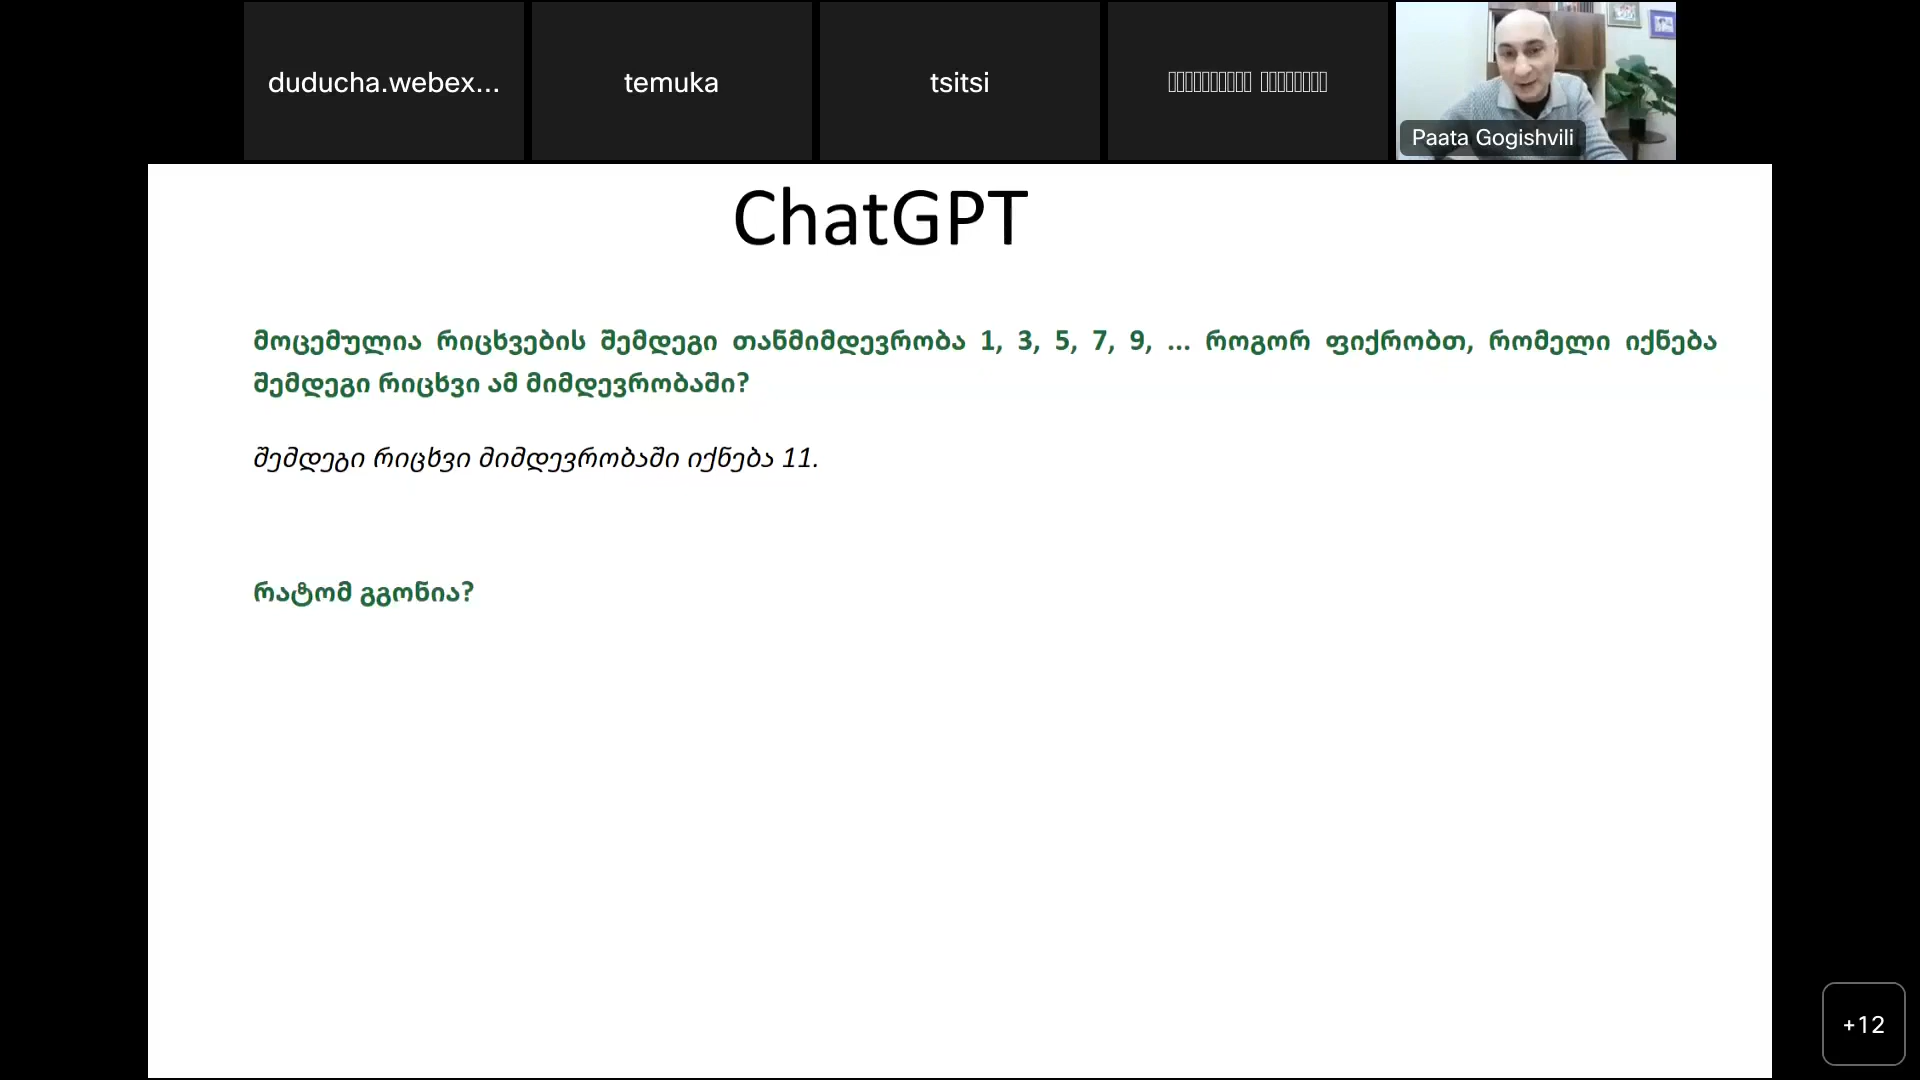 duducha.webex...
temuka
tsitsi
Paata Gogishvili
ChatGPT
მოცემულია რიცხვების შემდეგი თანმიმდევრობა 1, 3, 5, 7, 9, ... როგორ ფიქრობთ, რომელი იქნება
შემდეგი რიცხვი ამ მიმდევრობაში?
შემდეგი რიცხვი მიმდევრობაში იქნება 11.
რატომ გგონია?
+12